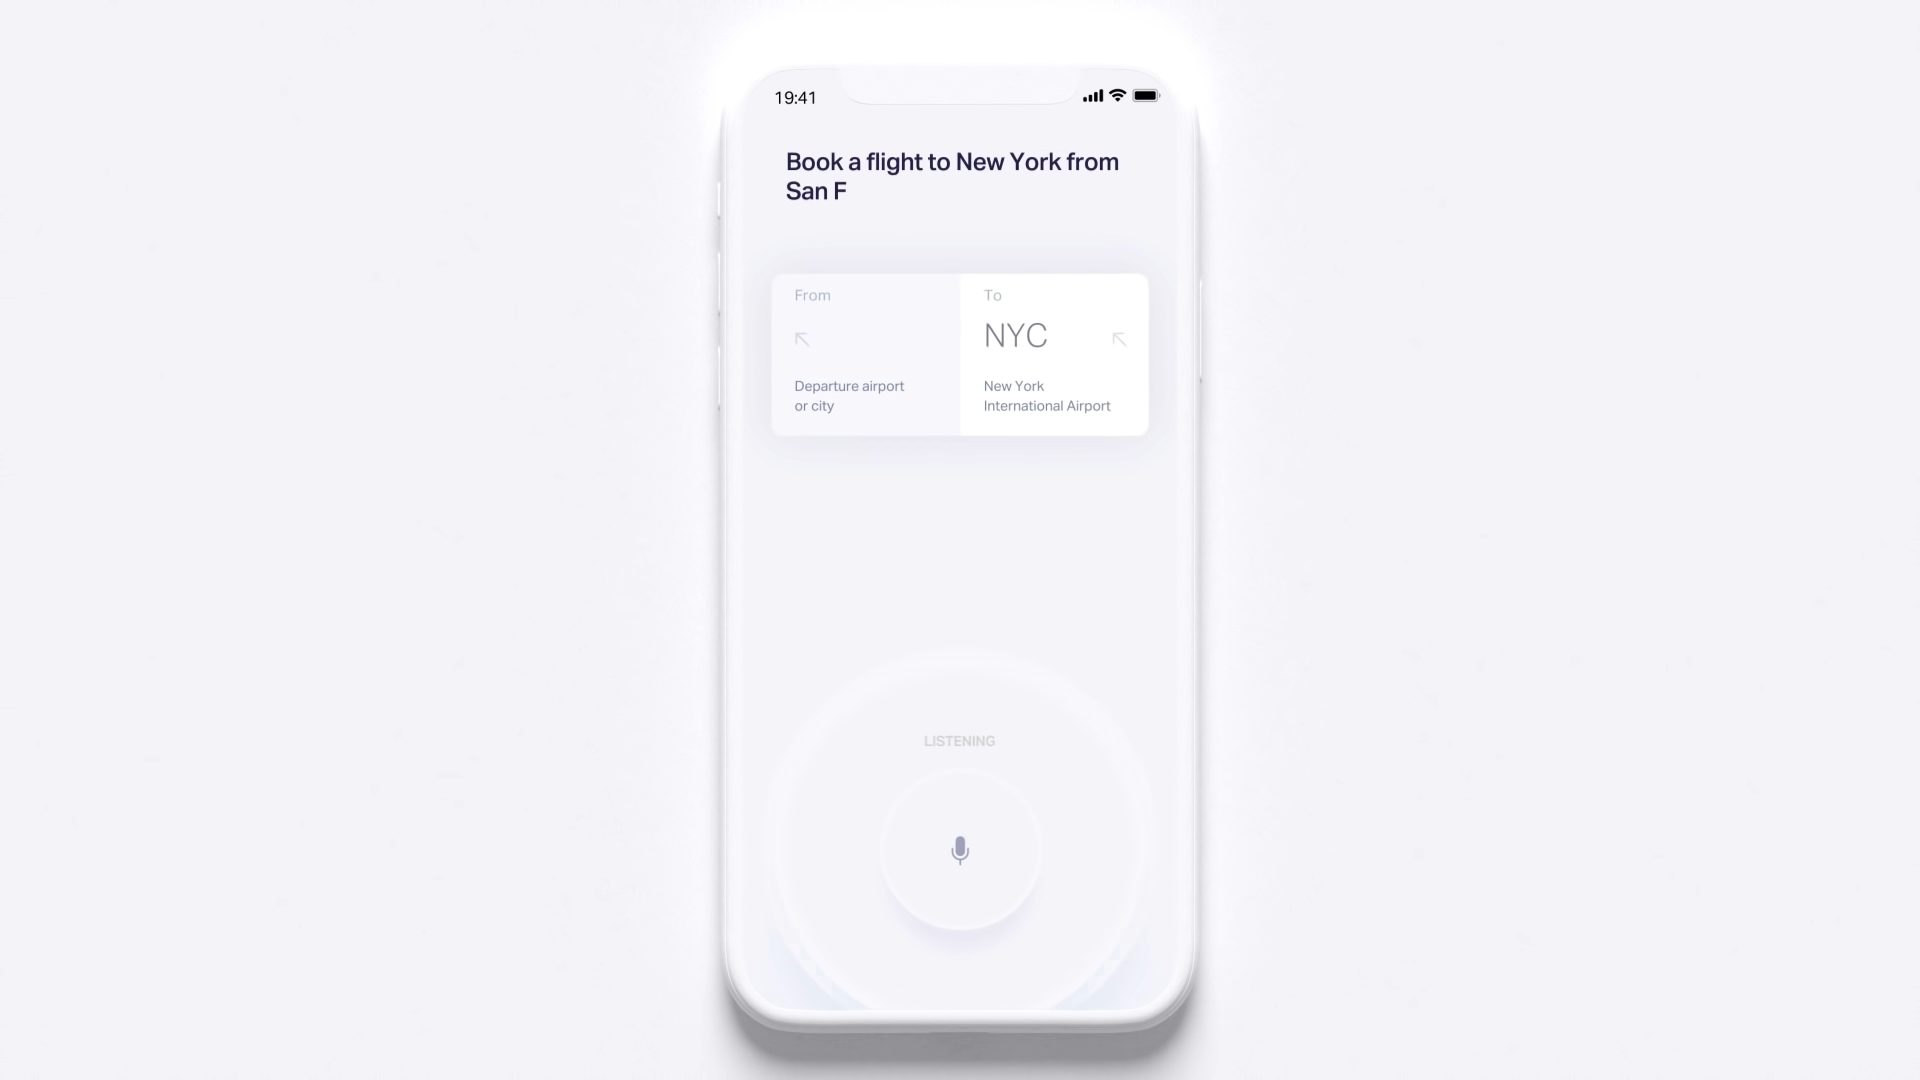 19:41
Book a flight to New York from
San F
From
To
NYC
Departure airport
or city
New York
International Airport
LISTENING